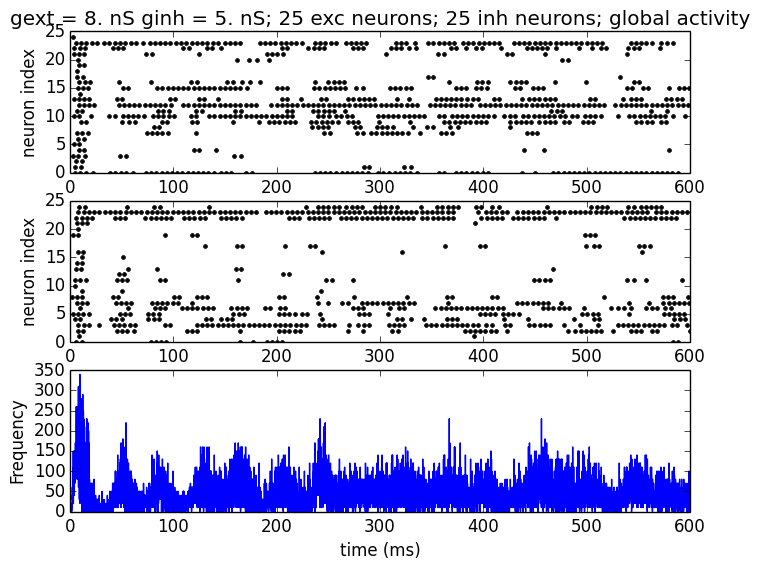 gext = 8. nS ginh = 5. nS; 25 exc neurons; 25 inh neurons; global activity
25
20
15
10
5
0
neuron index
0 100 200 300 400 500 600
25
20
15
10
5
0
neuron index
0 100 200 300 400 500 600
350
300
250
200
150
100
50
0
Frequency
0 100 200 300 400 500 600
time (ms)